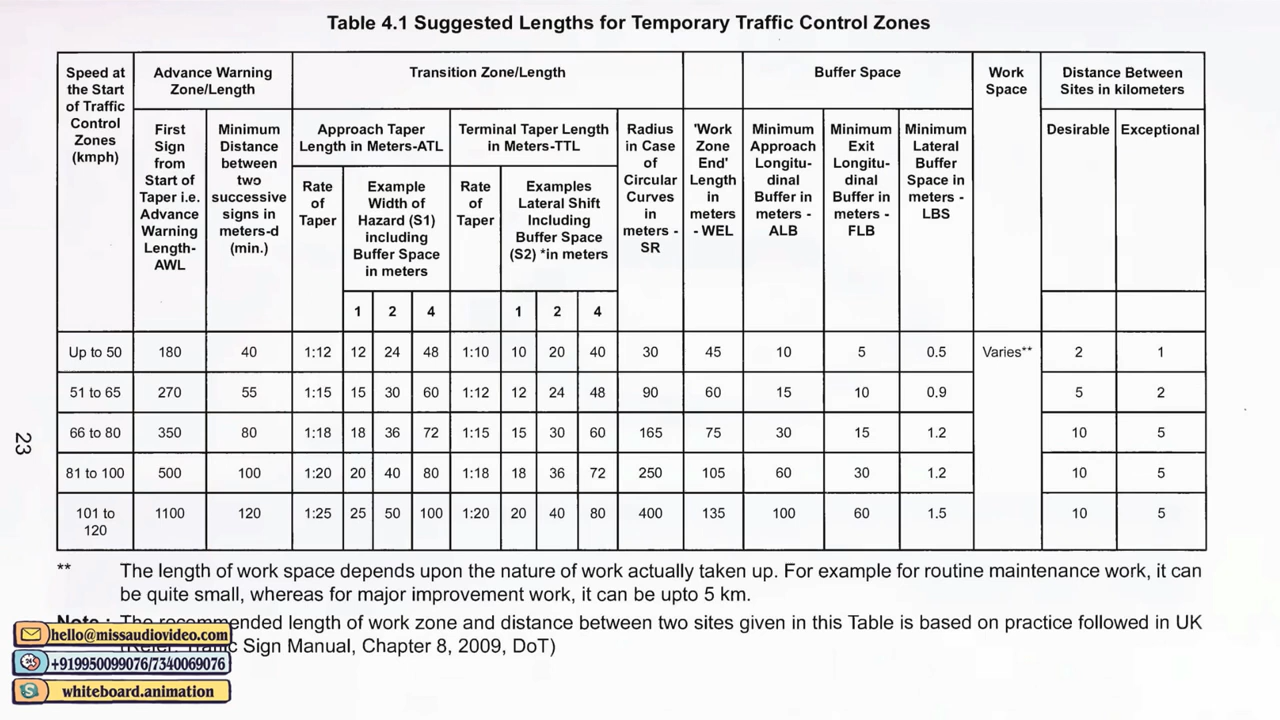 Table 4.1 Suggested Lengths for Temporary Traffic Control Zones
Speed at
the Start
of Traffic
Control
Zones
(kmph)
Advance Warning
Zone/Length
Transition Zone/Length
Buffer Space
Work
Space
Distance Between
Sites in kilometers
First
Sign
from
Start of
Taper i.e.
Advance
Warning
Length-
AWL
Minimum
Distance
between
two
successive
signs in
meters-d
(min.)
Approach Taper
Length in Meters-ATL
Terminal Taper Length
in Meters-TTL
Radius
in Case
of
Circular
Curves
in
meters -
SR
'Work
Zone
End'
Length
in
meters
- WEL
Minimum
Approach
Longitu-
dinal
Buffer in
meters -
ALB
Minimum
Exit
Longitu-
dinal
Buffer in
meters -
FLB
Minimum
Lateral
Buffer
Space in
meters -
LBS
Desirable
Exceptional
Rate
of
Taper
Example
Width of
Hazard (S1)
including
Buffer Space
in meters
Rate
of
Taper
Examples
Lateral Shift
Including
Buffer Space
(S2) *in meters
1 2 4 1 2 4
Up to 50 180 40 1:12 12 24 48 1:10 10 20 40 30 45 10 5 0.5 Varies** 2 1
51 to 65 270 55 1:15 15 30 60 1:12 12 24 48 90 60 15 10 0.9 5 2
66 to 80 350 80 1:18 18 36 72 1:15 15 30 60 165 75 30 15 1.2 10 5
81 to 100 500 100 1:20 20 40 80 1:18 18 36 72 250 105 60 30 1.2 10 5
101 to
120 1100 120 1:25 25 50 100 1:20 20 40 80 400 135 100 60 1.5 10 5
23
** The length of work space depends upon the nature of work actually taken up. For example for routine maintenance work, it can
be quite small, whereas for major improvement work, it can be upto 5 km.
Note : The recommended length of work zone and distance between two sites given in this Table is based on practice followed in UK
(Refer: Traffic Sign Manual, Chapter 8, 2009, DoT)
hello@missaudiovideo.com
+919950099076/7340069076
whiteboard.animation